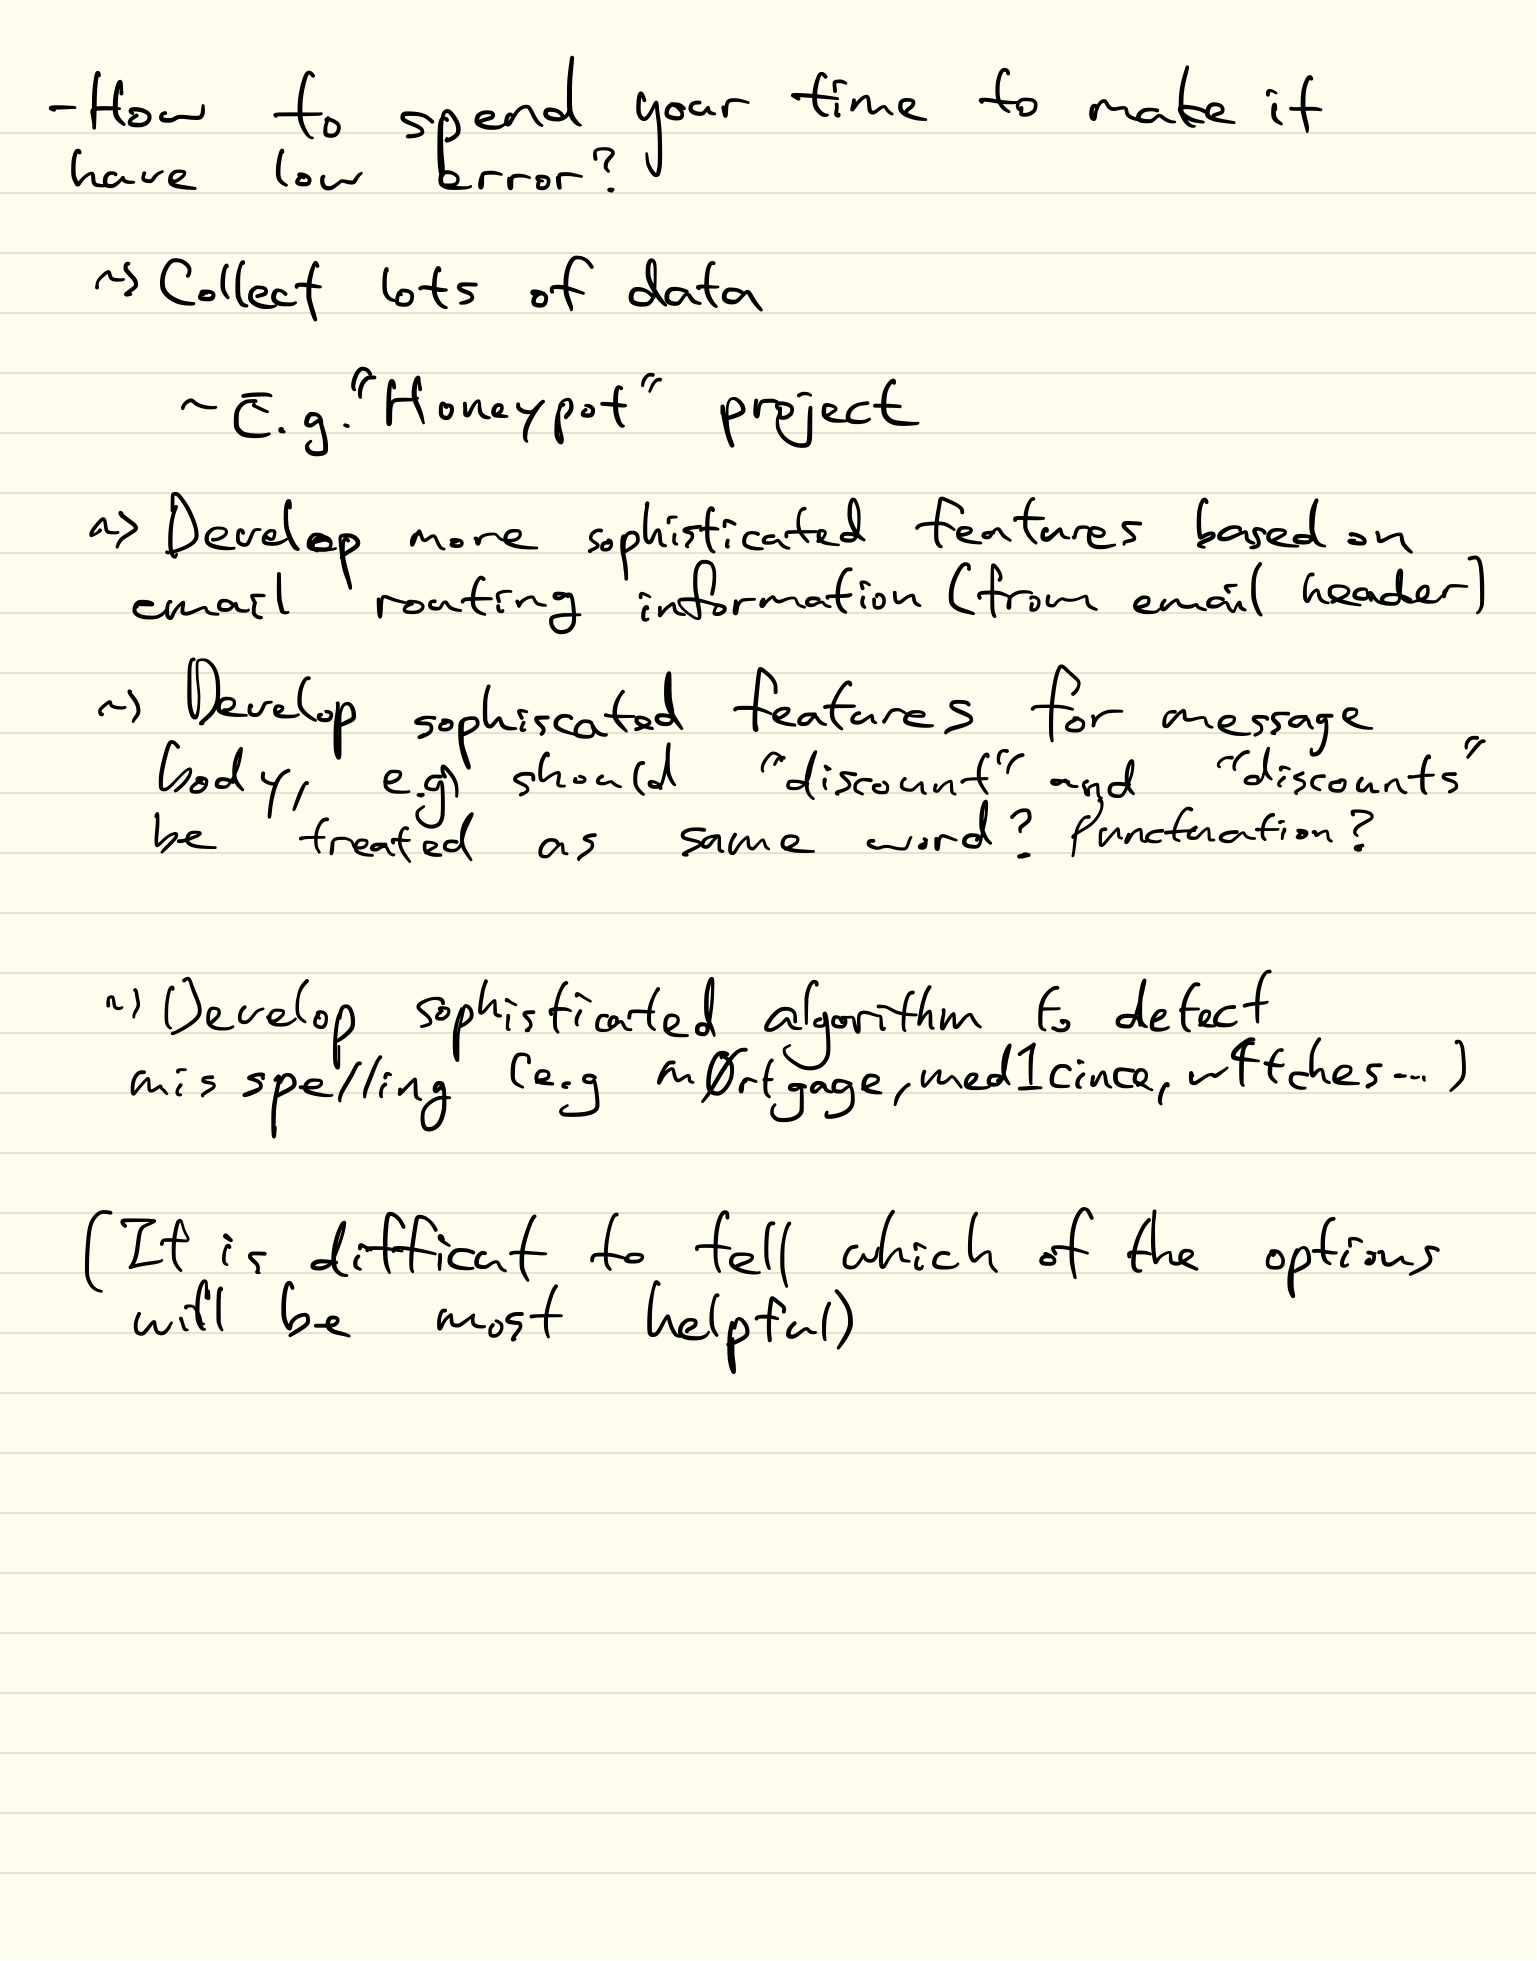 -How to spend your time to make it
have low error?
~> Collect lots of data
~ E.g. "Honeypot" project
~> Develop more sophisticated features based on
email routing information (from email header)
~> Develop sophiscated features for message
body, e.g) should "discount" and "discounts"
be treated as same word? Punctuation?
~> Develop sophisticated algorithm to detect
misspelling (e.g mØrtgage, med1cince, w4tches...)
(It is difficut to tell which of the options
will be most helpful)